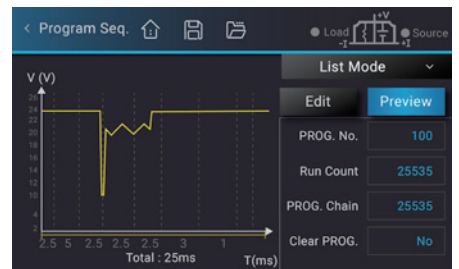 < Program Seq.
Load
+V
-I
+I
Source
List Mode
V (V)
Edit
Preview
26
24
22
20
18
16
14
12
10
4
2
PROG. No.
100
Run Count
25535
PROG. Chain
25535
Clear PROG.
No
2.5 5 2.5 2.5 2.5 3 1
Total : 25ms
T(ms)